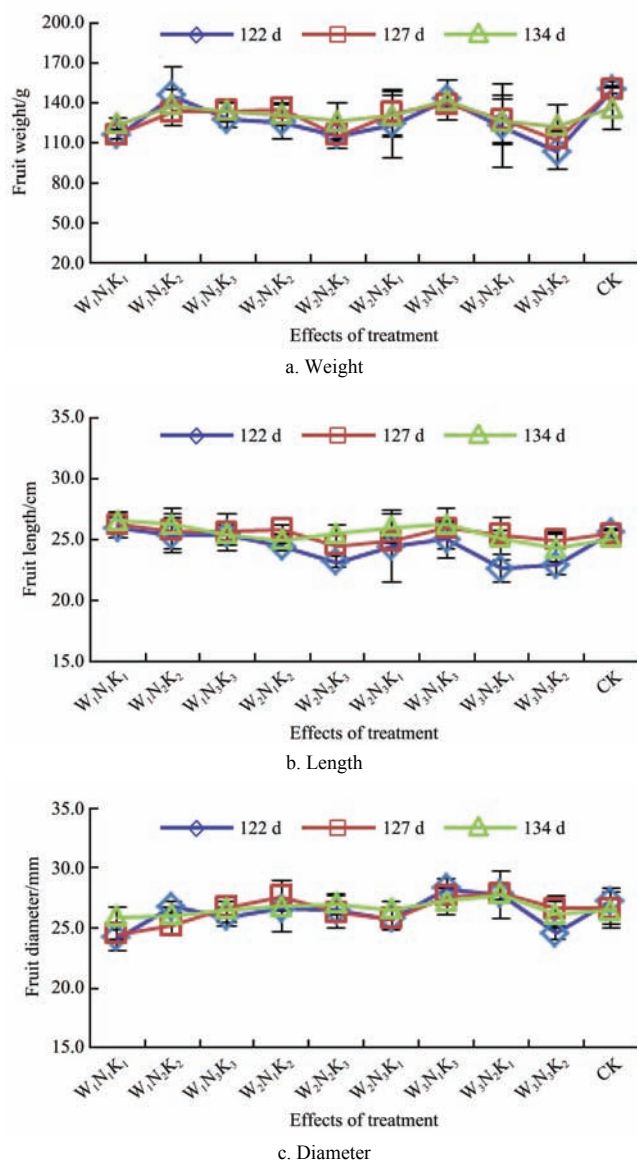 200.0
170.0
140.0
110.0
80.0
50.0
20.0
Fruit weight/g
122 d 127 d 134 d
W₁N₁K₁ W₁N₂K₂ W₁N₃K₃ W₂N₁K₂ W₂N₂K₃ W₂N₃K₁ W₃N₁K₃ W₃N₂K₁ W₃N₃K₂ CK
Effects of treatment
a. Weight
35.0
30.0
25.0
20.0
15.0
Fruit length/cm
122 d 127 d 134 d
W₁N₁K₁ W₁N₂K₂ W₁N₃K₃ W₂N₁K₂ W₂N₂K₃ W₂N₃K₁ W₃N₁K₃ W₃N₂K₁ W₃N₃K₂ CK
Effects of treatment
b. Length
35.0
30.0
25.0
20.0
15.0
Fruit diameter/mm
122 d 127 d 134 d
W₁N₁K₁ W₁N₂K₂ W₁N₃K₃ W₂N₁K₂ W₂N₂K₃ W₂N₃K₁ W₃N₁K₃ W₃N₂K₁ W₃N₃K₂ CK
Effects of treatment
c. Diameter